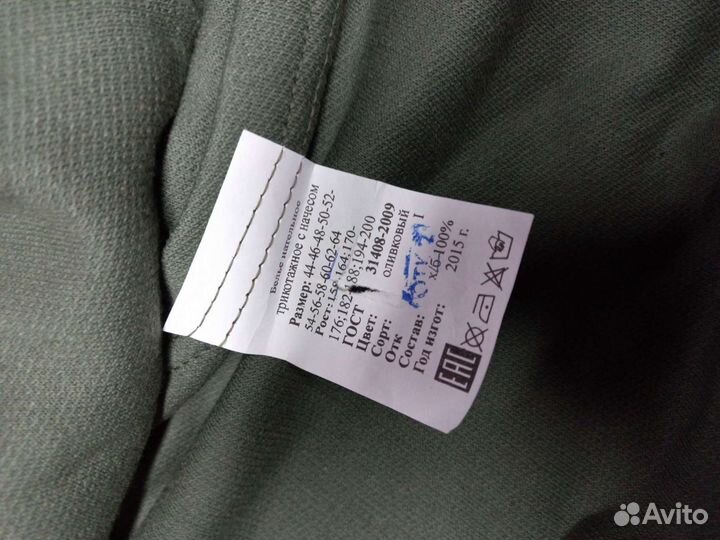 Белье нательное
трикотажное с начесом
Размер: 44-46-48-50-52-
54-56-58-60-62-64
Рост: 164;170-
176;182-188;194-200
ГОСТ 31408-2009
Цвет: оливковый
Сорт: 1
Отк
Состав: х/б-100%
Год изгот: 2015 г.
EAC
Avito